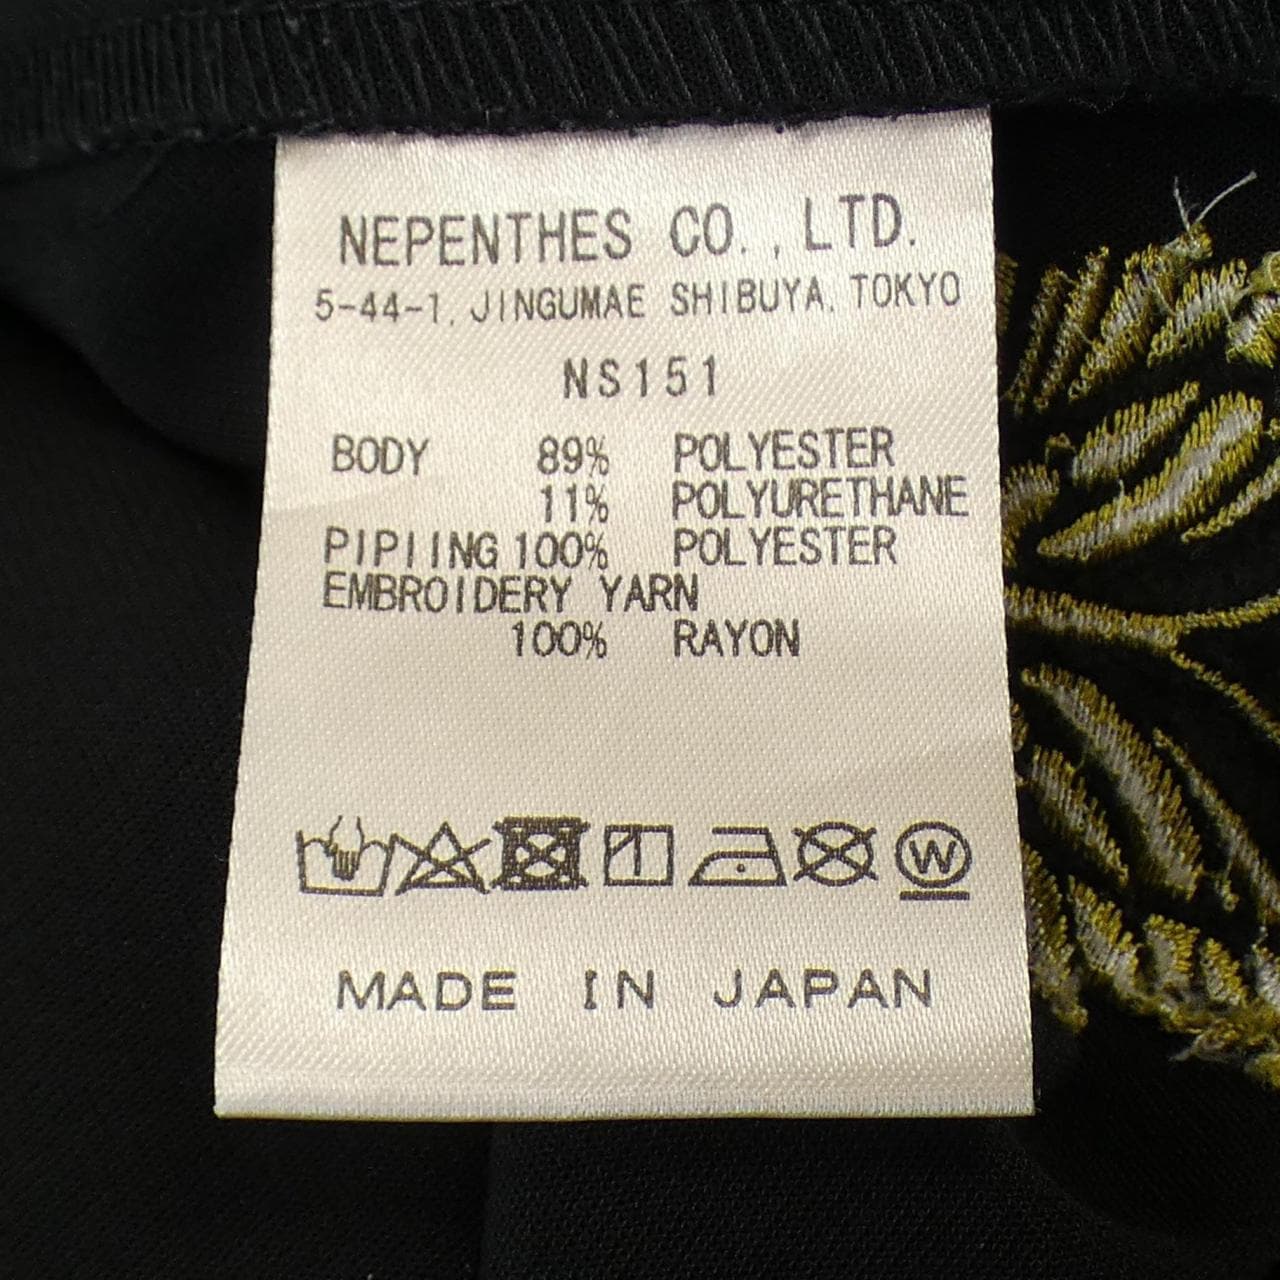 NEPENTHES CO.,LTD.
5-44-1, JINGUMAE SHIBUYA, TOKYO
NS151
BODY 89% POLYESTER
11% POLYURETHANE
PIPIING 100% POLYESTER
EMBROIDERY YARN
100% RAYON
W
MADE IN JAPAN